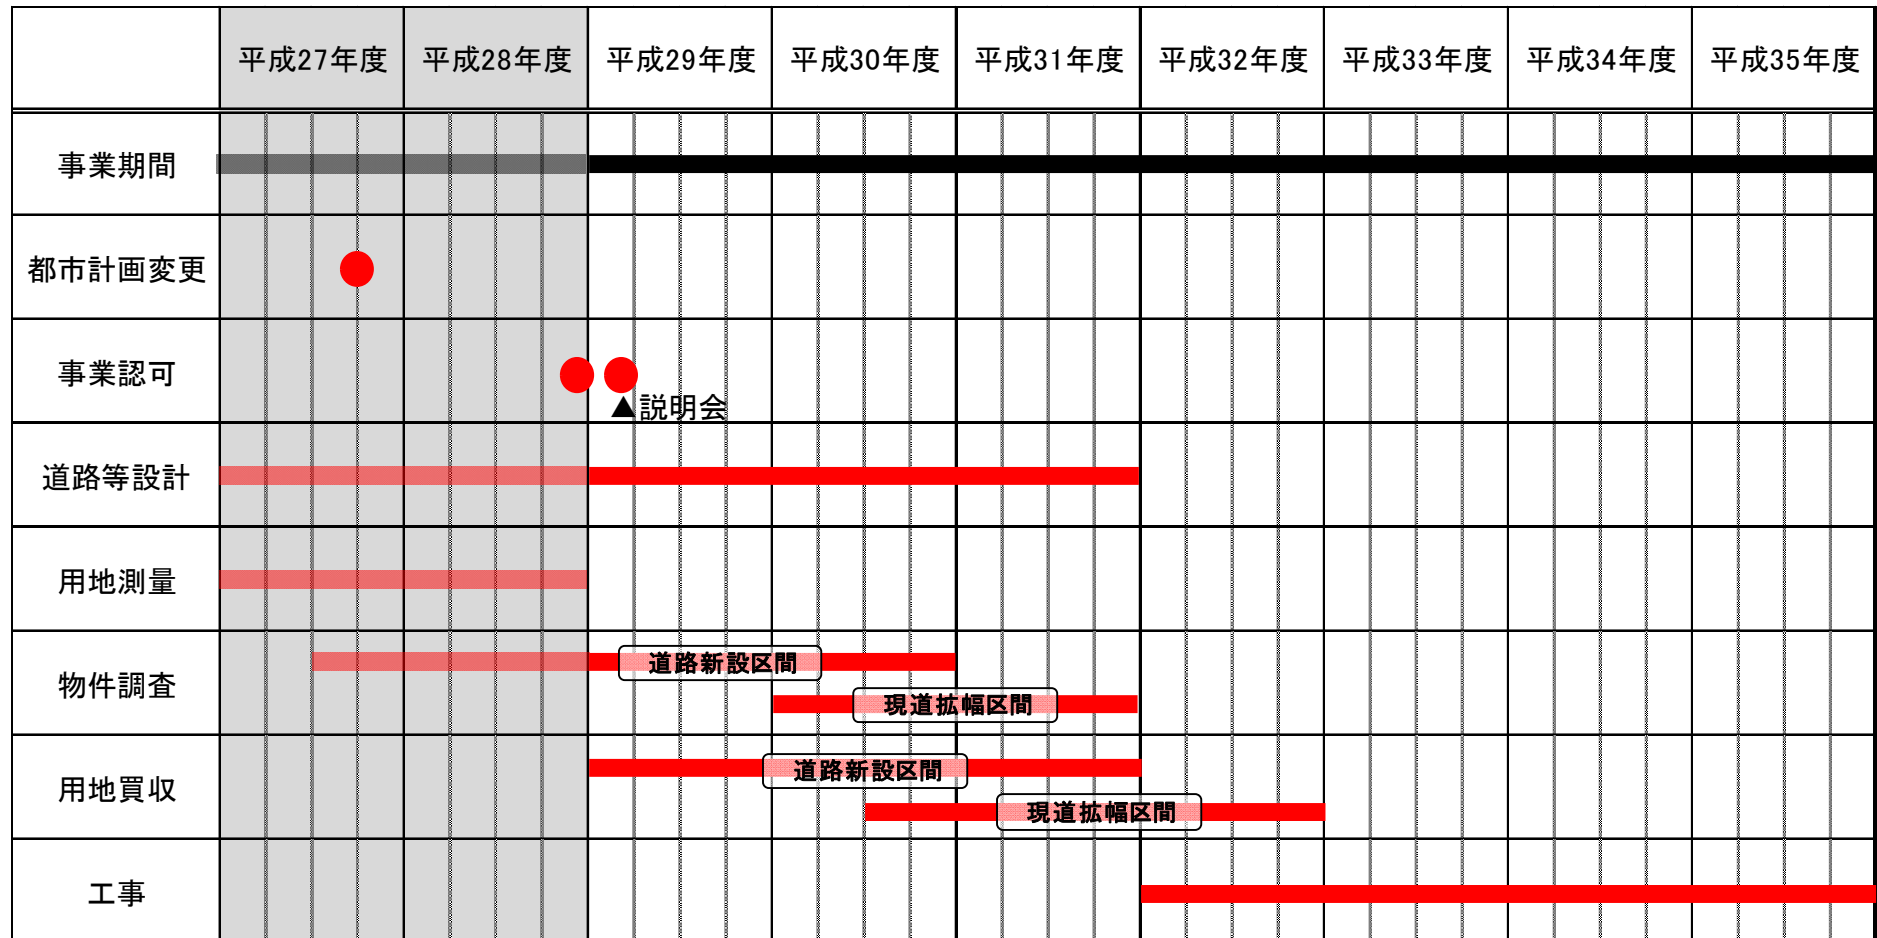 平成27年度 平成28年度 平成29年度 平成30年度 平成31年度 平成32年度 平成33年度 平成34年度 平成35年度
事業期間
都市計画変更
事業認可
▲説明会
道路等設計
用地測量
物件調査
道路新設区間
現道拡幅区間
用地買収
道路新設区間
現道拡幅区間
工事